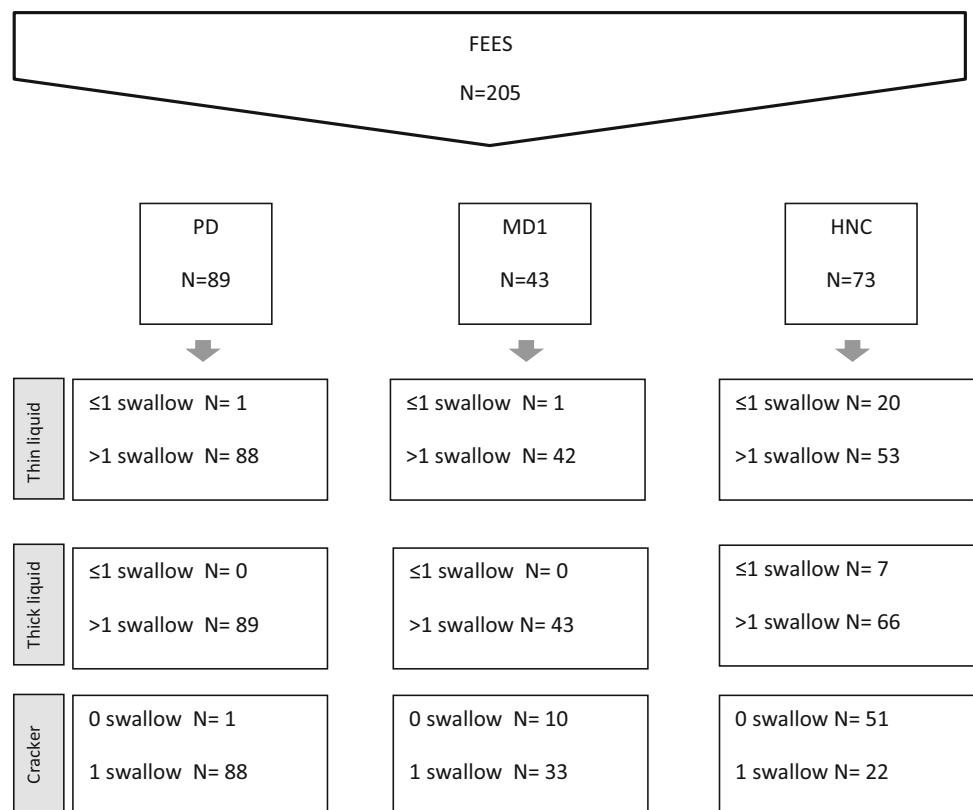 FEES
N=205
PD
N=89
MD1
N=43
HNC
N=73
Thin liquid
≤1 swallow N= 1
>1 swallow N= 88
≤1 swallow N= 1
>1 swallow N= 42
≤1 swallow N= 20
>1 swallow N= 53
Thick liquid
≤1 swallow N= 0
>1 swallow N= 89
≤1 swallow N= 0
>1 swallow N= 43
≤1 swallow N= 7
>1 swallow N= 66
Cracker
0 swallow N= 1
1 swallow N= 88
0 swallow N= 10
1 swallow N= 33
0 swallow N= 51
1 swallow N= 22